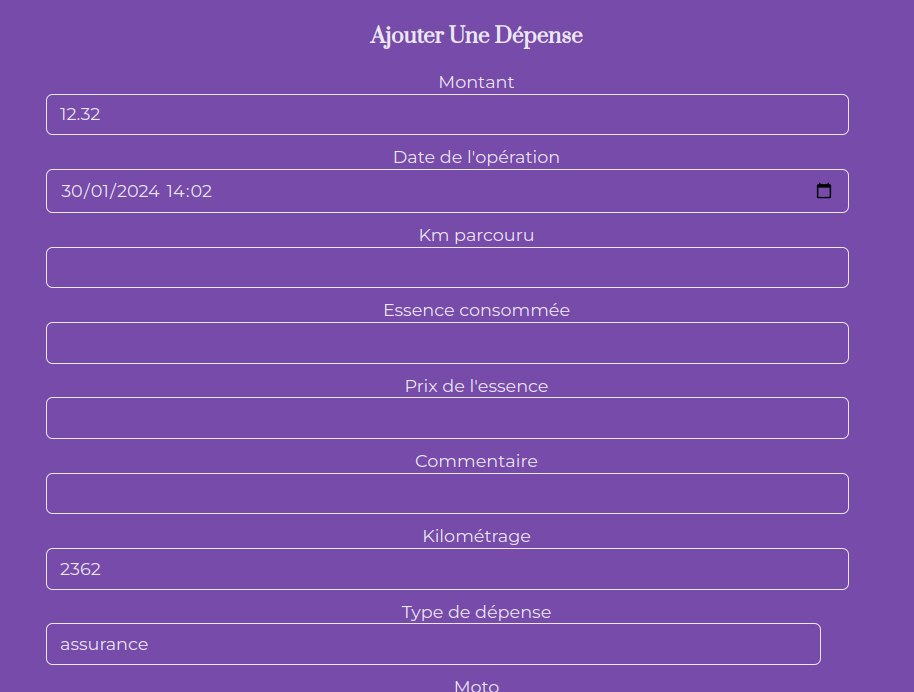 Ajouter Une Dépense
Montant
12.32
Date de l'opération
30/01/2024 14:02
Km parcouru
Essence consommée
Prix de l'essence
Commentaire
Kilométrage
2362
Type de dépense
assurance
Moto